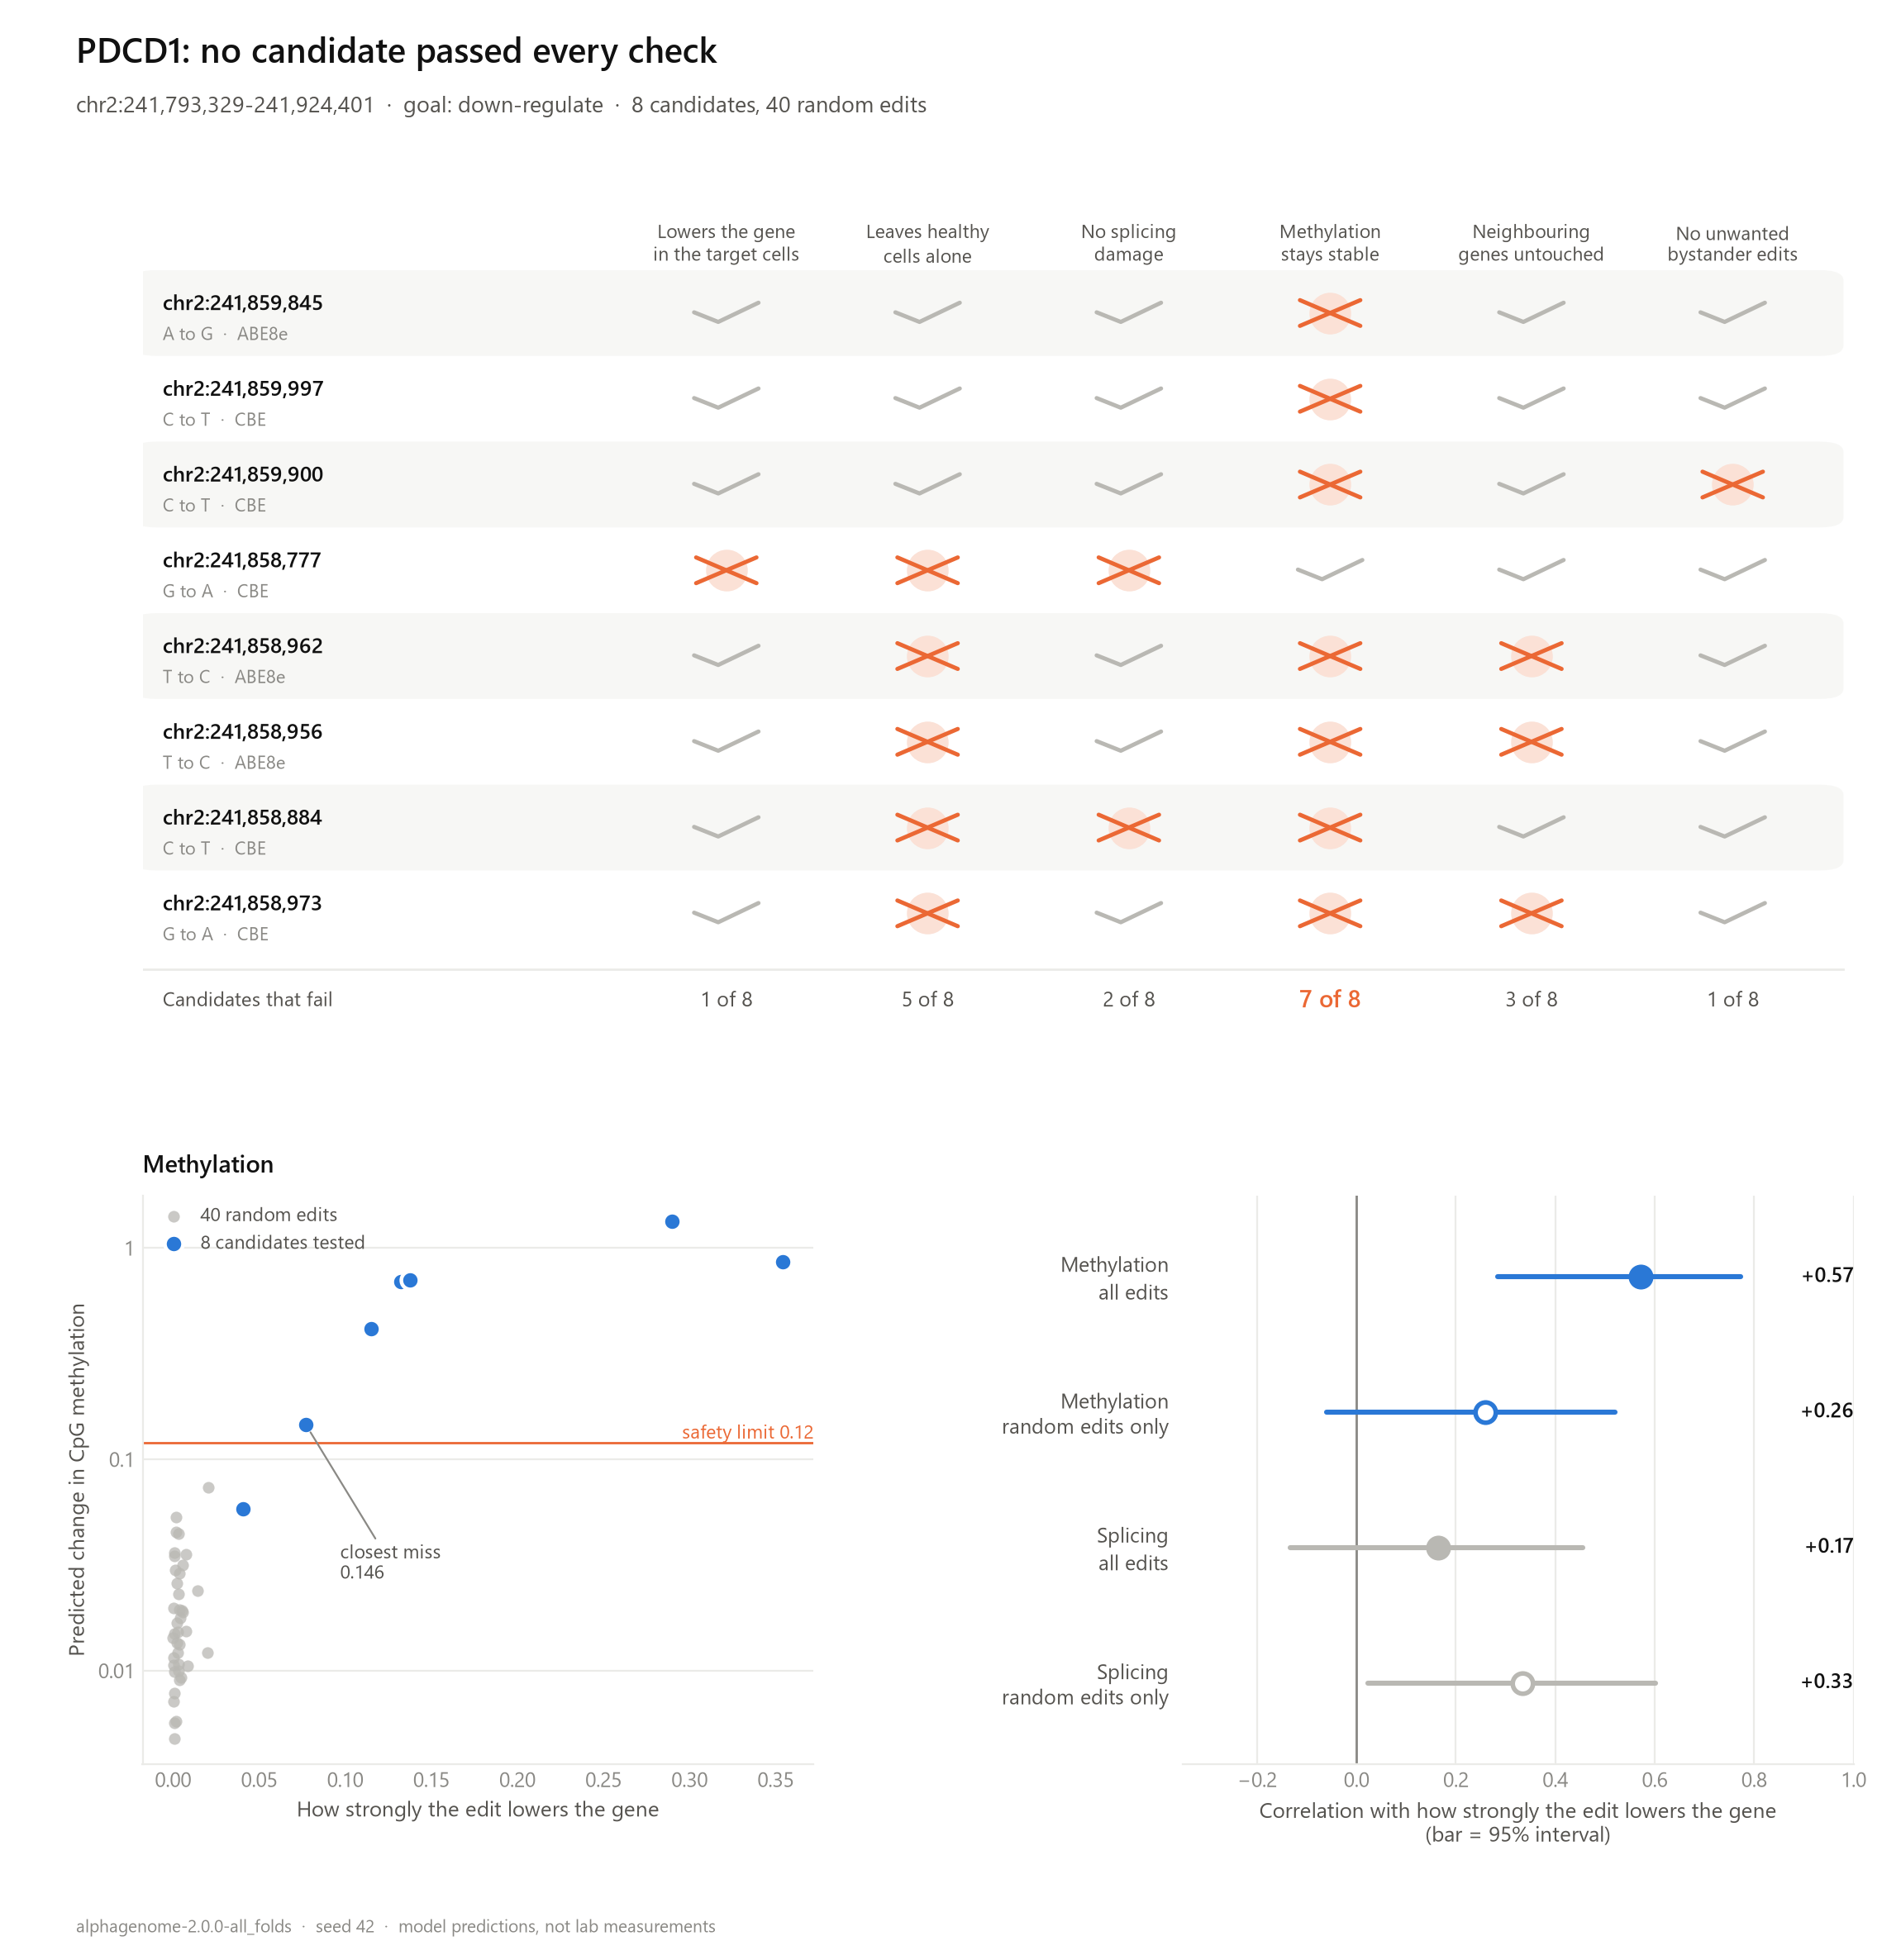 PDCD1: no candidate passed every check
chr2:241,793,329-241,924,401 · goal: down-regulate · 8 candidates, 40 random edits
Lowers the gene
in the target cells
Leaves healthy
cells alone
No splicing
damage
Methylation
stays stable
Neighbouring
genes untouched
No unwanted
bystander edits
chr2:241,859,845
A to G · ABE8e
chr2:241,859,997
C to T · CBE
chr2:241,859,900
C to T · CBE
chr2:241,858,777
G to A · CBE
chr2:241,858,962
T to C · ABE8e
chr2:241,858,956
T to C · ABE8e
chr2:241,858,884
C to T · CBE
chr2:241,858,973
G to A · CBE
Candidates that fail
1 of 8
5 of 8
2 of 8
7 of 8
3 of 8
1 of 8
Methylation
40 random edits
8 candidates tested
Predicted change in CpG methylation
1
0.1
0.01
safety limit 0.12
closest miss
0.146
0.00 0.05 0.10 0.15 0.20 0.25 0.30 0.35
How strongly the edit lowers the gene
Methylation
all edits
+0.57
Methylation
random edits only
+0.26
Splicing
all edits
+0.17
Splicing
random edits only
+0.33
−0.2 0.0 0.2 0.4 0.6 0.8 1.0
Correlation with how strongly the edit lowers the gene
(bar = 95% interval)
alphagenome-2.0.0-all_folds · seed 42 · model predictions, not lab measurements